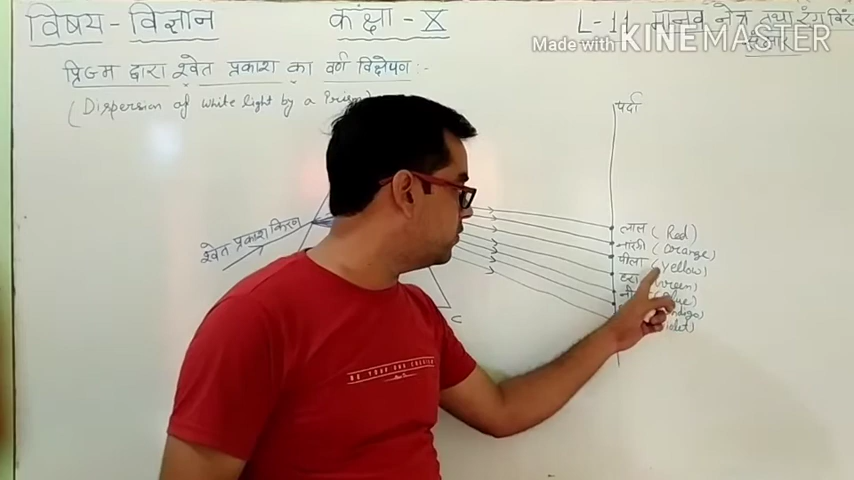 विषय - विज्ञान
कक्षा - X
L - 11 मानव नेत्र तथा रंग बिरं
संसार
Made with KINEMASTER
प्रिज्म द्वारा श्वेत प्रकाश का वर्ण विक्षेपण :-
(Dispersion of white light by a Prism)
पर्दा
श्वेत प्रकाश किरण
लाल (Red)
नारंगी (Orange)
पीला (Yellow)
हरा (Green)
(Blue)
Indigo)
Violet)
C